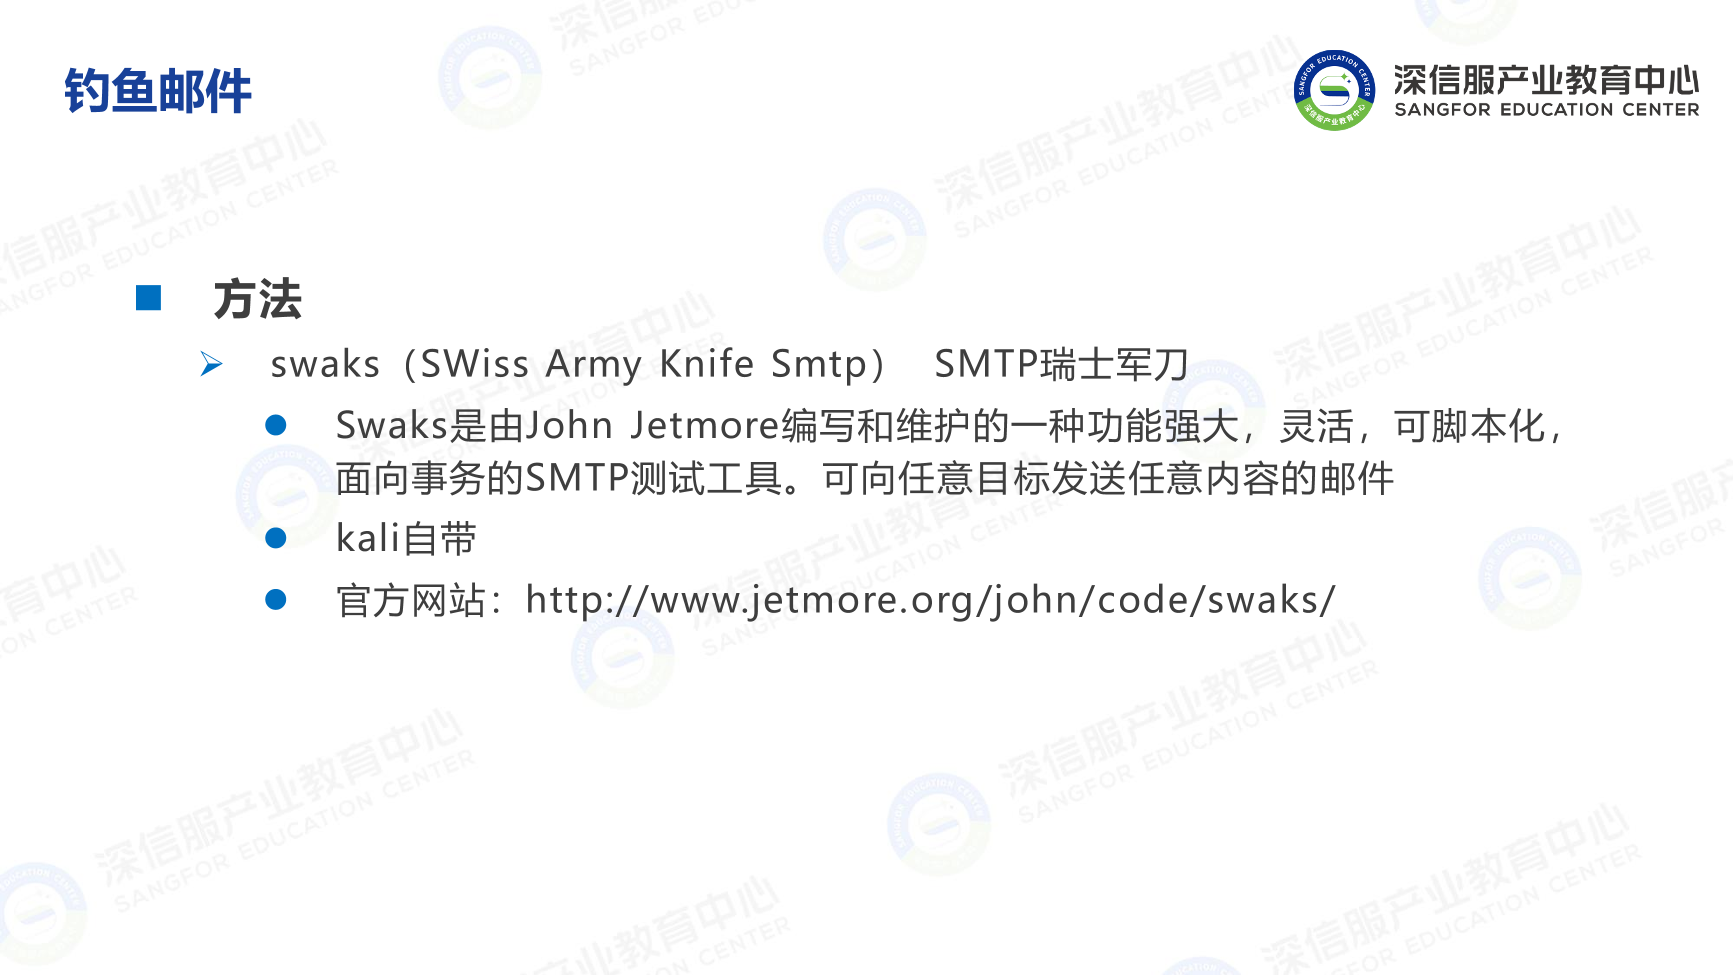 钓鱼邮件
深信服产业教育中心
SANGFOR EDUCATION CENTER
方法
swaks（SWiss Army Knife Smtp） SMTP瑞士军刀
Swaks是由John Jetmore编写和维护的一种功能强大，灵活，可脚本化，
面向事务的SMTP测试工具。可向任意目标发送任意内容的邮件
kali自带
官方网站：http://www.jetmore.org/john/code/swaks/